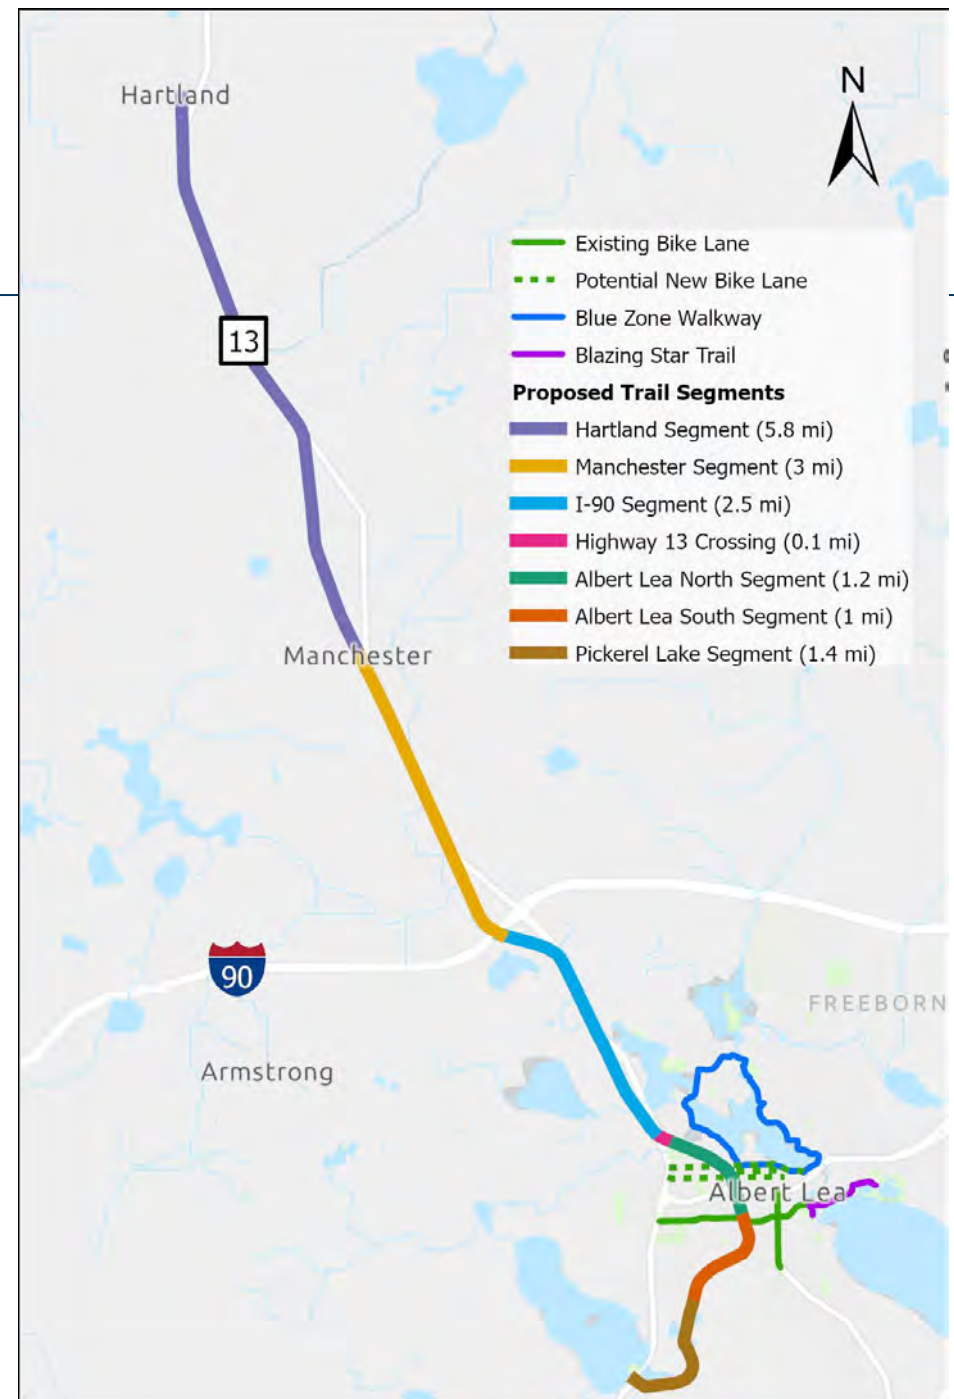 Hartland
N
Existing Bike Lane
Potential New Bike Lane
Blue Zone Walkway
Blazing Star Trail
Proposed Trail Segments
Hartland Segment (5.8 mi)
Manchester Segment (3 mi)
I-90 Segment (2.5 mi)
Highway 13 Crossing (0.1 mi)
Albert Lea North Segment (1.2 mi)
Albert Lea South Segment (1 mi)
Pickerel Lake Segment (1.4 mi)
13
Manchester
90
FREEBORN
Armstrong
Albert Lea